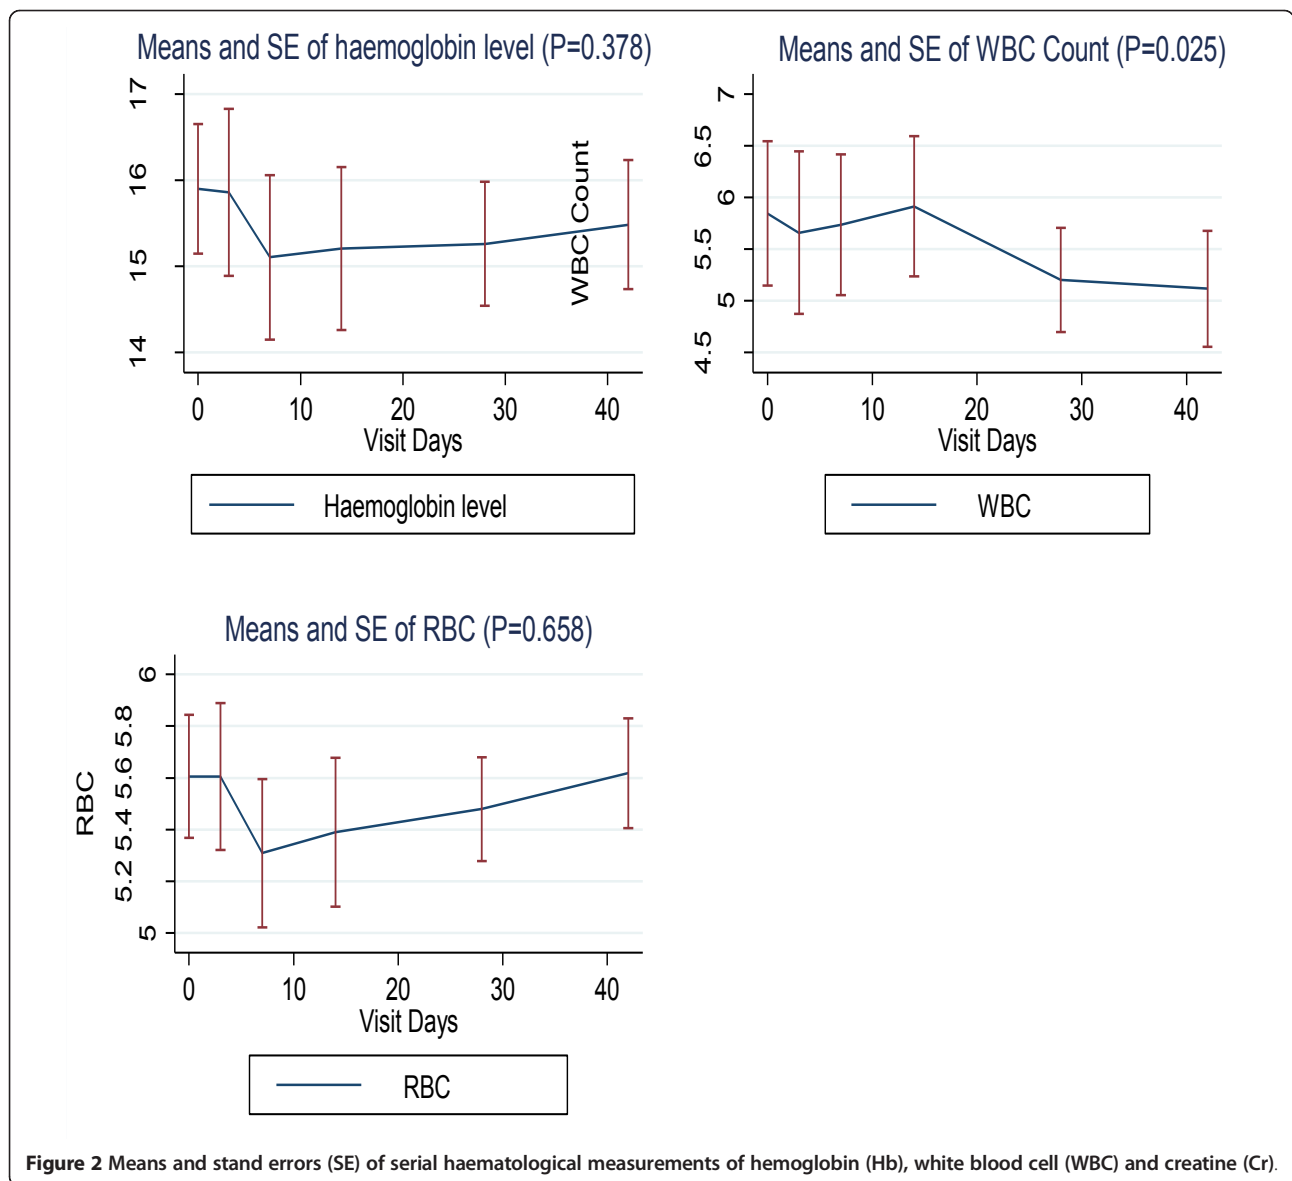 Means and SE of haemoglobin level (P=0.378)
17
16
15
14
0 10 20 30 40
Visit Days
Haemoglobin level
Means and SE of WBC Count (P=0.025)
WBC Count
7
6.5
6
5.5
5
4.5
0 10 20 30 40
Visit Days
WBC
Means and SE of RBC (P=0.658)
RBC
6
5.8
5.6
5.4
5.2
5
0 10 20 30 40
Visit Days
RBC
Figure 2 Means and stand errors (SE) of serial haematological measurements of hemoglobin (Hb), white blood cell (WBC) and creatine (Cr).